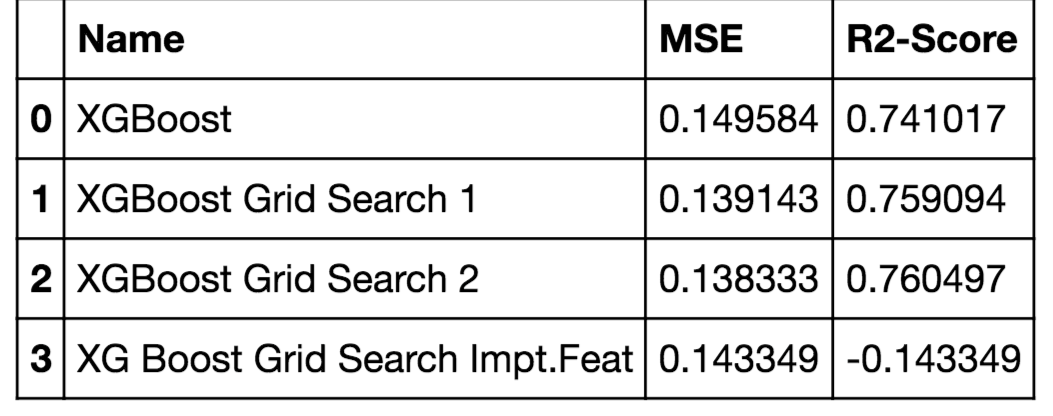 Name MSE R2-Score
0 XGBoost 0.149584 0.741017
1 XGBoost Grid Search 1 0.139143 0.759094
2 XGBoost Grid Search 2 0.138333 0.760497
3 XG Boost Grid Search Impt.Feat 0.143349 -0.143349